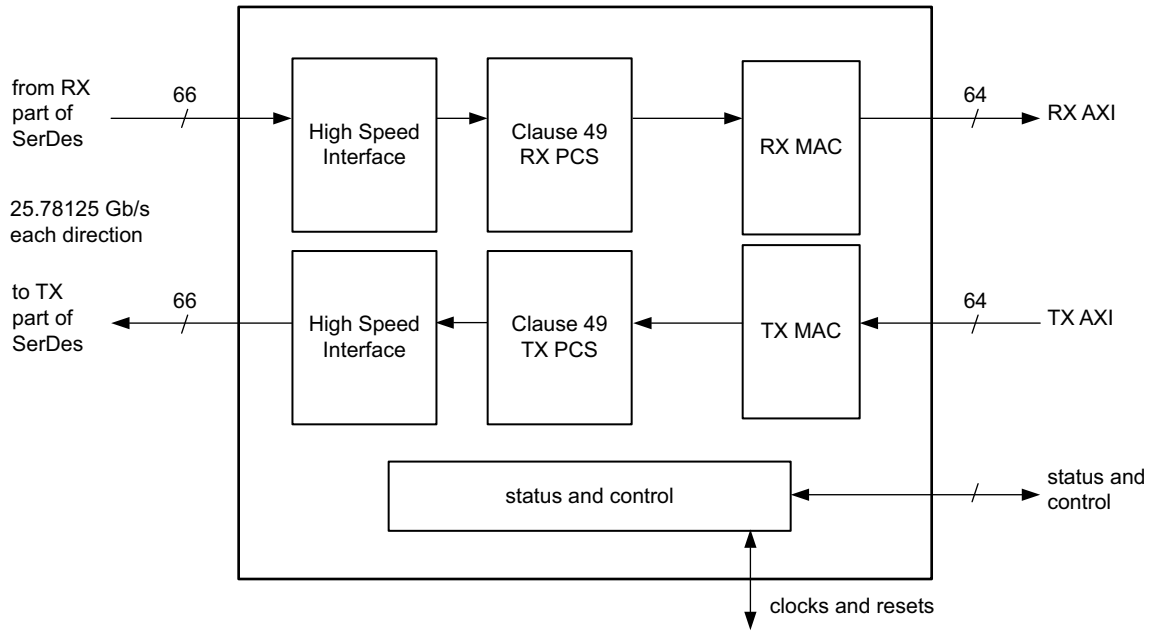 from RX
part of
SerDes
66
High Speed
Interface
Clause 49
RX PCS
RX MAC
64
RX AXI
25.78125 Gb/s
each direction
to TX
part of
SerDes
66
High Speed
Interface
Clause 49
TX PCS
TX MAC
64
TX AXI
status and control
status and
control
clocks and resets